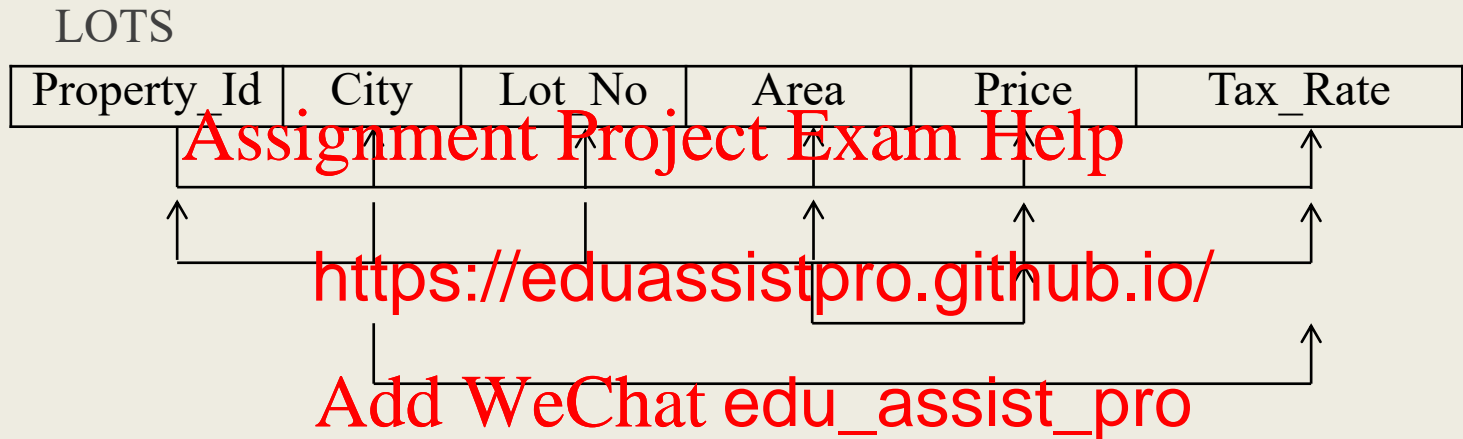 LOTS
Property_Id City Lot_No Area Price Tax_Rate
Assignment Project Exam Help
https://eduassistpro.github.io/
Add WeChat edu_assist_pro